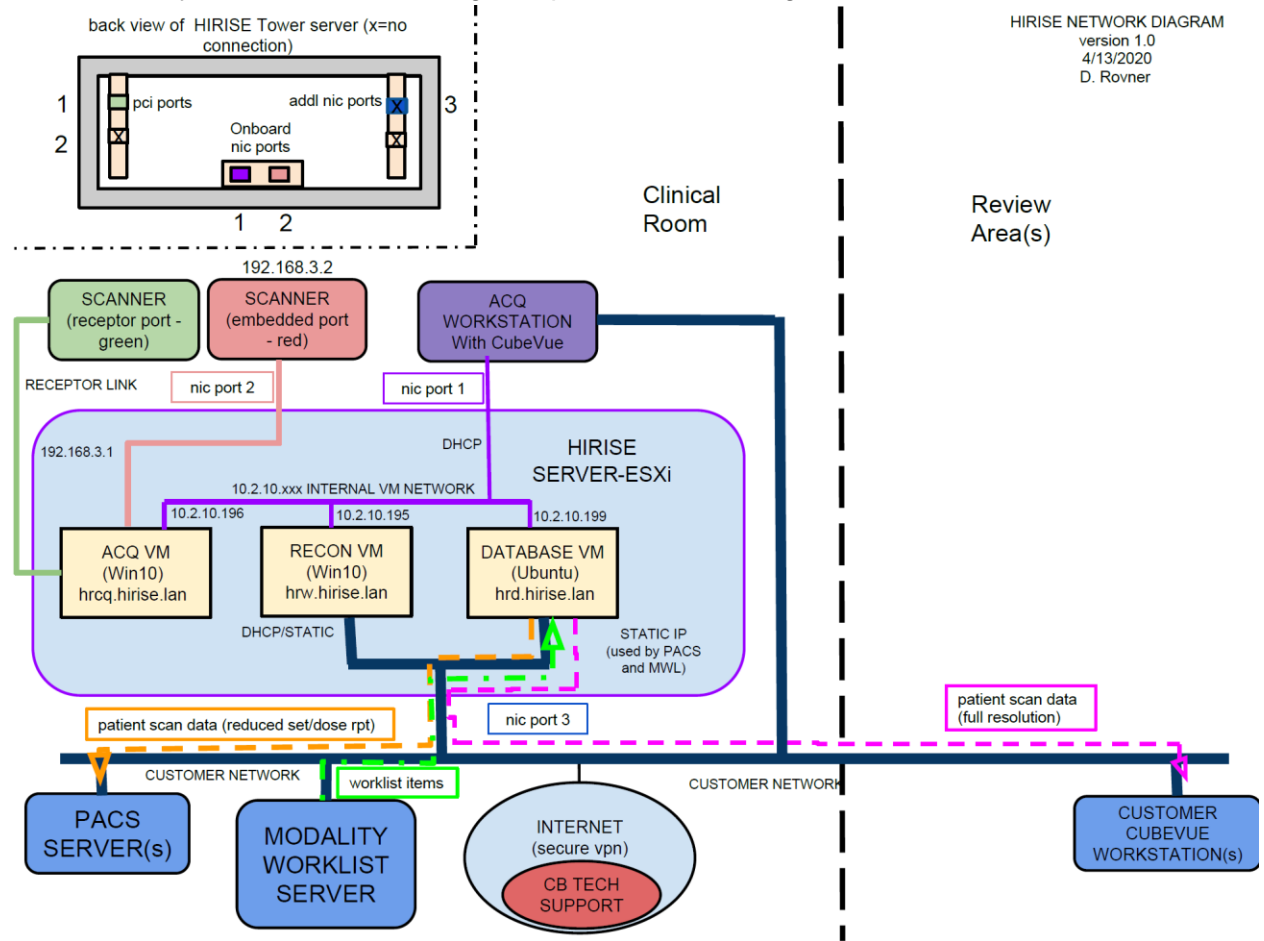 back view of HIRISE Tower server (x=no
connection)
HIRISE NETWORK DIAGRAM
version 1.0
4/13/2020
D. Rovner
1
pci ports
addl nic ports
X
3
2
X
X
Onboard
nic ports
1 2
Clinical
Room
Review
Area(s)
192.168.3.2
SCANNER
(receptor port -
green)
SCANNER
(embedded port
- red)
ACQ
WORKSTATION
With CubeVue
RECEPTOR LINK
nic port 2
nic port 1
192.168.3.1
DHCP
HIRISE
SERVER-ESXi
10.2.10.xxx INTERNAL VM NETWORK
10.2.10.196
10.2.10.195
10.2.10.199
ACQ VM
(Win10)
hrcq.hirise.lan
RECON VM
(Win10)
hrw.hirise.lan
DATABASE VM
(Ubuntu)
hrd.hirise.lan
DHCP/STATIC
STATIC IP
(used by PACS
and MWL)
patient scan data (reduced set/dose rpt)
nic port 3
patient scan data
(full resolution)
CUSTOMER NETWORK
worklist items
CUSTOMER NETWORK
PACS
SERVER(s)
MODALITY
WORKLIST
SERVER
INTERNET
(secure vpn)
CB TECH
SUPPORT
CUSTOMER
CUBEVUE
WORKSTATION(s)